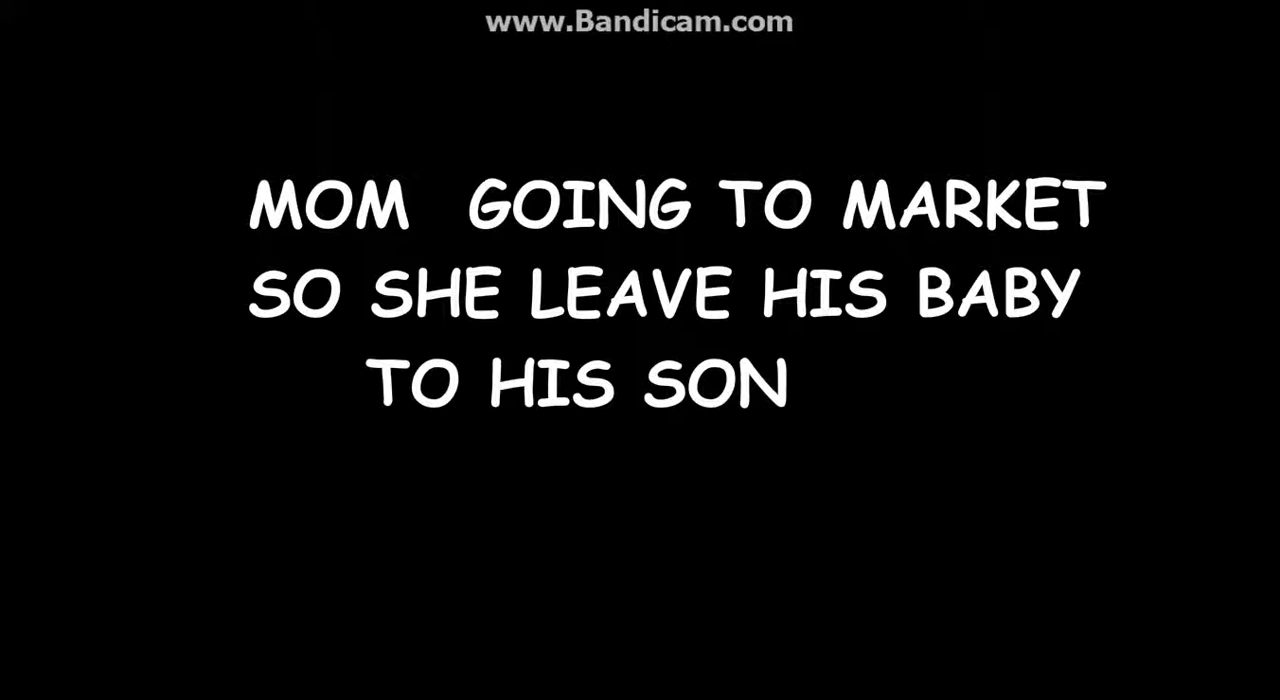 www.Bandicam.com
MOM GOING TO MARKET
SO SHE LEAVE HIS BABY
TO HIS SON